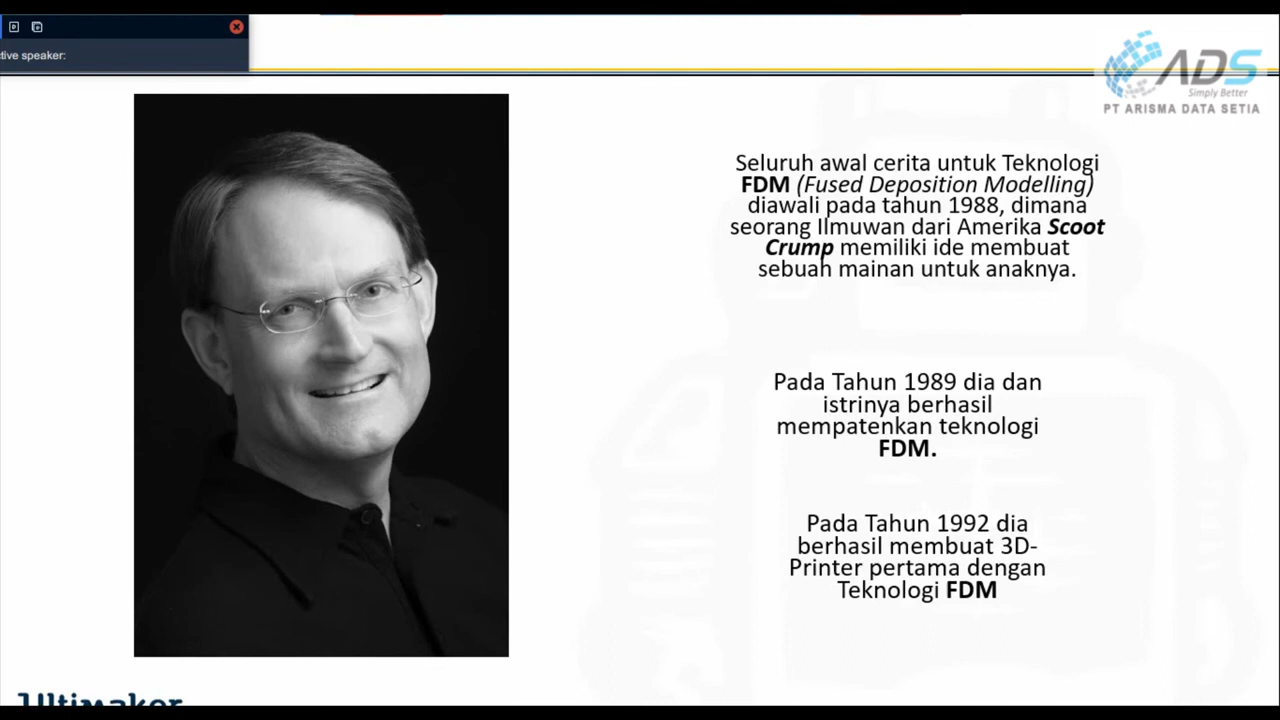 tive speaker:
ADS
Simply Better
PT ARISMA DATA SETIA
Seluruh awal cerita untuk Teknologi
FDM (Fused Deposition Modelling)
diawali pada tahun 1988, dimana
seorang Ilmuwan dari Amerika Scoot
Crump memiliki ide membuat
sebuah mainan untuk anaknya.
Pada Tahun 1989 dia dan
istrinya berhasil
mempatenkan teknologi
FDM.
Pada Tahun 1992 dia
berhasil membuat 3D-
Printer pertama dengan
Teknologi FDM
Ultimaker